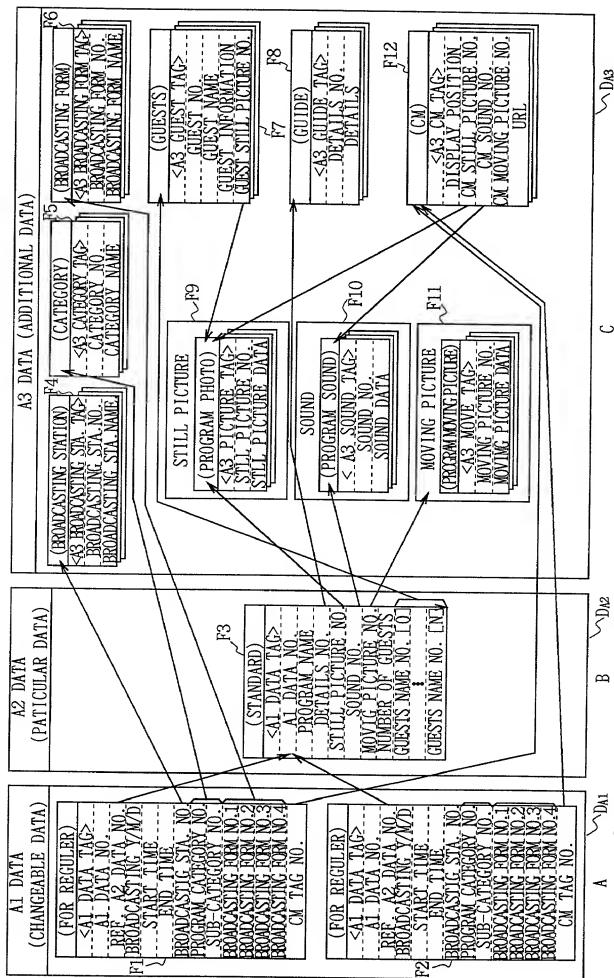 A1 DATA
(CHANGEABLE DATA)
(FOR REGULER)
<A1 DATA TAG>
A1 DATA NO.
REF. A2 DATA NO.
BROADCASTING Y/M/D
START TIME
END TIME
BROADCASTIG STA. NO.
PROGRAM CATEGORY NO.
SUB-CATEGORY NO.
BROADCASTING FORM NO.1
BROADCASTING FORM NO.2
BROADCASTING FORM NO.3
BROADCASTING FORM NO.4
CM TAG NO.
F1
(FOR REGULER)
<A1 DATA TAG>
A1 DATA NO.
REF. A2 DATA NO.
BROADCASTING Y/M/D
START TIME
END TIME
BROADCASTIG STA. NO.
PROGRAM CATEGORY NO.
SUB-CATEGORY NO.
BROADCASTING FORM NO.1
BROADCASTING FORM NO.2
BROADCASTING FORM NO.3
BROADCASTING FORM NO.4
CM TAG NO.
F2
DA1
A
A2 DATA
(PATICULAR DATA)
F3
(STANDARD)
<A1 DATA TAG>
A1 DATA NO.
PROGRAM NAME
DETAILS NO.
STILL PICTURE NO.
SOUND NO.
MOVIG PICTURE NO.
NUMBER OF GUESTS
GUESTS NAME NO. [0]
GUESTS NAME NO. [N]
DA2
B
A3 DATA (ADDITIONAL DATA)
F4
(BROADCASTING STATION)
<A3 BROADCASTING STA. TAG>
BROADCASTING STA.NO.
BROADCASTING STA.NAME
F5
(CATEGORY)
<A3 CATEGORY TAG>
CATEGORY NO.
CATEGORY NAME
F6
(BROADCASTING FORM)
<A3 BROADCASTING FORM TAG>
BROADCASTING FORM NO.
BROADCASTING FORM NAME
(GUESTS)
<A3 GUEST TAG>
GUEST NO.
GUEST NAME
GUEST INFORMATION
GUEST STILL PICTURE NO.
F7
F8
(GUIDE)
<A3 GUIDE TAG>
DETAILS NO.
DETAILS
F9
STILL PICTURE
(PROGRAM PHOTO)
<A3 PICTURE TAG>
STILL PICTURE NO.
STLL PICTURE DATA
F10
SOUND
(PROGRAM SOUND)
< A3 SOUND TAG>
SOUND NO.
SOUND DATA
F11
MOVING PICTURE
(PROGRAM MOVING PICTURE)
<A3 MOVE TAG>
MOVING PICTURE NO.
MOVING PICTURE DATA
F12
(CM)
<A3 CM TAG>
DISPLAY POSITION
CM STILL PICTURE NO.
CM SOUND NO.
CM MOVING PICTURE NO.
URL
DA3
C